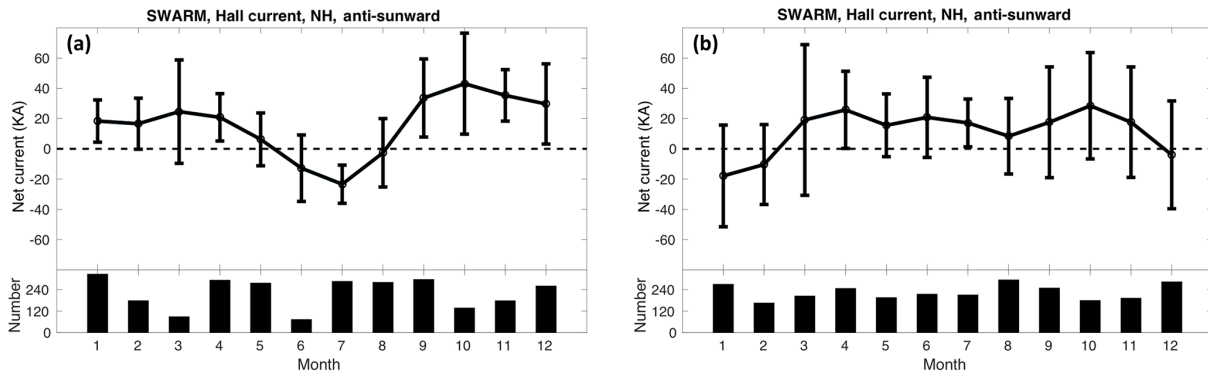 SWARM, Hall current, NH, anti-sunward
(a)
Net current (KA)
60
40
20
0
-20
-40
-60
Number
240
120
0
1 2 3 4 5 6 7 8 9 10 11 12
Month
SWARM, Hall current, NH, anti-sunward
(b)
Net current (KA)
60
40
20
0
-20
-40
-60
Number
240
120
0
1 2 3 4 5 6 7 8 9 10 11 12
Month